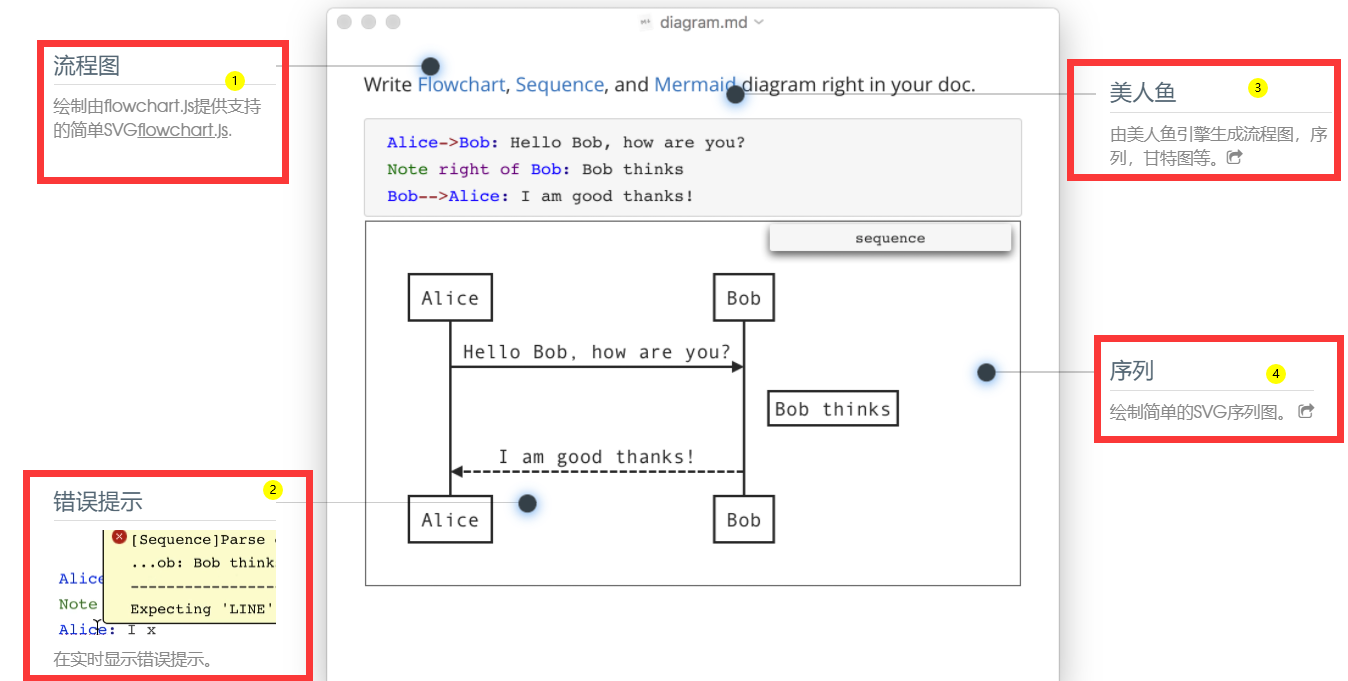 diagram.md
流程图
1
绘制由flowchart.js提供支持
的简单SVGflowchart.js.
Write Flowchart, Sequence, and Mermaid diagram right in your doc.
美人鱼
3
由美人鱼引擎生成流程图，序
列，甘特图等。
Alice->Bob: Hello Bob, how are you?
Note right of Bob: Bob thinks
Bob-->Alice: I am good thanks!
sequence
Alice
Bob
Hello Bob, how are you?
Bob thinks
I am good thanks!
Alice
Bob
序列
4
绘制简单的SVG序列图。
错误提示
2
[Sequence]Parse
...ob: Bob think
--------------------
Expecting 'LINE'
Alice
Note
Alice: I x
在实时显示错误提示。